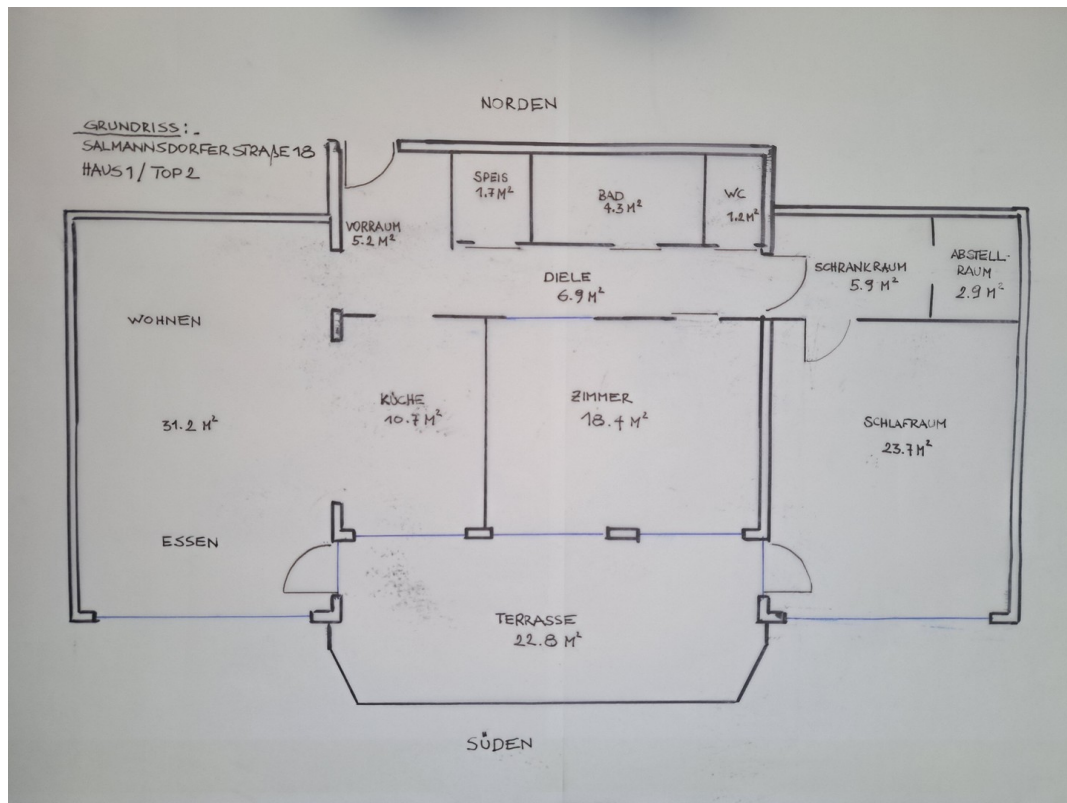 NORDEN
GRUNDRISS:-
SALMANNSDORFER STRAßE 18
HAUS 1 / TOP 2
SPEIS
1.7 M²
BAD
4.3 M²
WC
1.2 M²
VORRAUM
5.2 M²
DIELE
6.9 M²
SCHRANKRAUM
5.9 M²
ABSTELL-
RAUM
2.9 M²
WOHNEN
31.2 M²
ESSEN
KÜCHE
10.7 M²
ZIMMER
18.4 M²
SCHLAFRAUM
23.7 M²
TERRASSE
22.8 M²
SÜDEN